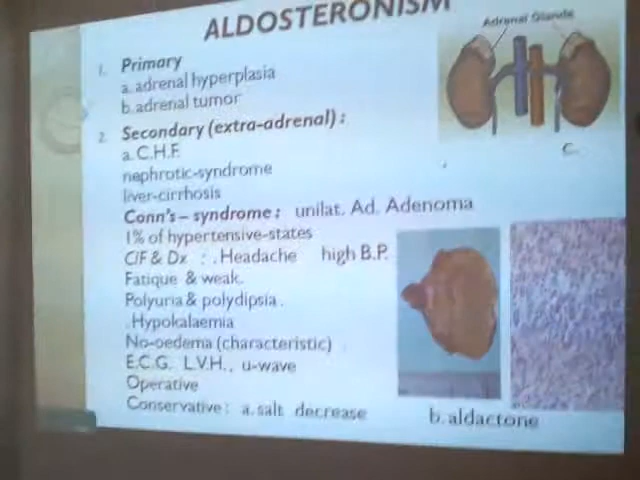 ALDOSTERONISM
Adrenal Glands
1. Primary
a. adrenal hyperplasia
b. adrenal tumor
2. Secondary (extra-adrenal) :
a. C.H.F.
nephrotic-syndrome
liver-cirrhosis
Conn's – syndrome : unilat. Ad. Adenoma
1% of hypertensive-states
C/F & Dx : . Headache high B.P.
Fatique & weak.
Polyuria & polydipsia .
. Hypokalaemia
No-oedema (characteristic)
E.C.G. L.V.H. , u-wave
Operative
Conservative : a. salt decrease b. aldactone
C.